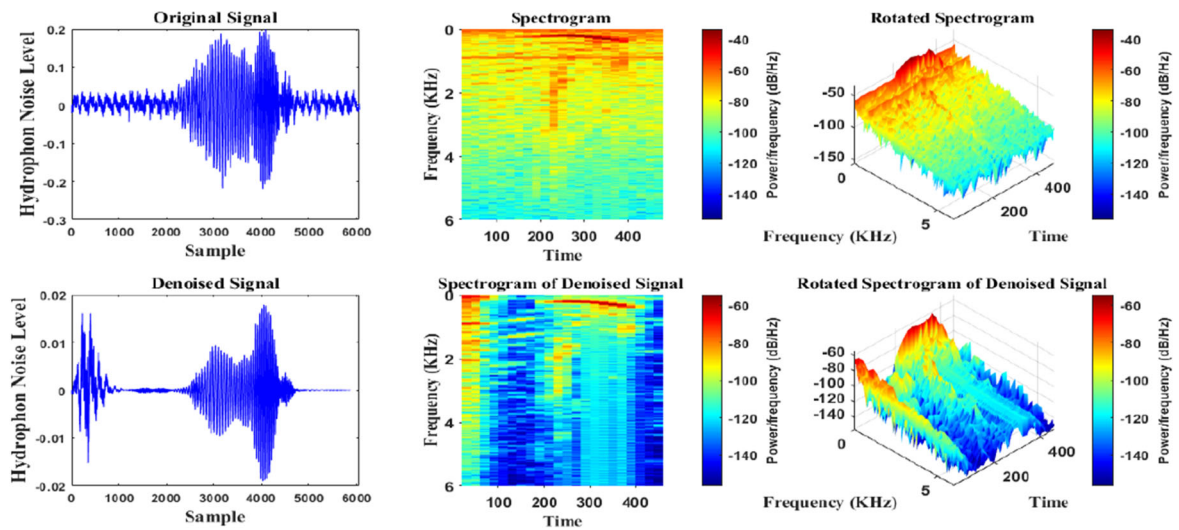 Original Signal
Hydrophon Noise Level
0.2
0.1
0
-0.1
-0.2
-0.3
0 1000 2000 3000 4000 5000 6000
Sample
Spectrogram
Frequency (KHz)
0
2
4
6
100 200 300 400
Time
-40
-60
-80
-100
-120
-140
Power/frequency (dB/Hz)
Rotated Spectrogram
-50
-100
-150
0
5
Frequency (KHz)
200
400
Time
-40
-60
-80
-100
-120
-140
Power/frequency (dB/Hz)
Denoised Signal
Hydrophon Noise Level
0.02
0.01
0
-0.01
-0.02
0 1000 2000 3000 4000 5000 6000
Sample
Spectrogram of Denoised Signal
Frequency (KHz)
0
2
4
6
100 200 300 400
Time
-60
-80
-100
-120
-140
Power/frequency (dB/Hz)
Rotated Spectrogram of Denoised Signal
-60
-80
-100
-120
-140
0
5
Frequency (KHz)
200
400
Time
-60
-80
-100
-120
-140
Power/frequency (dB/Hz)